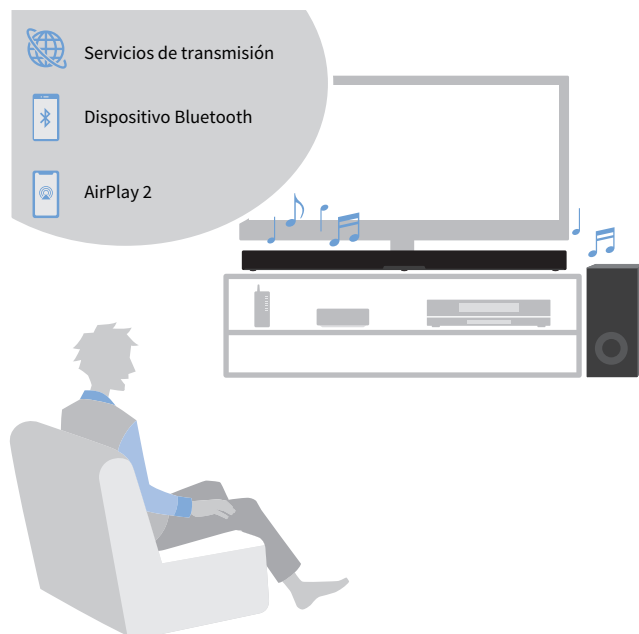 Servicios de transmisión
Dispositivo Bluetooth
AirPlay 2